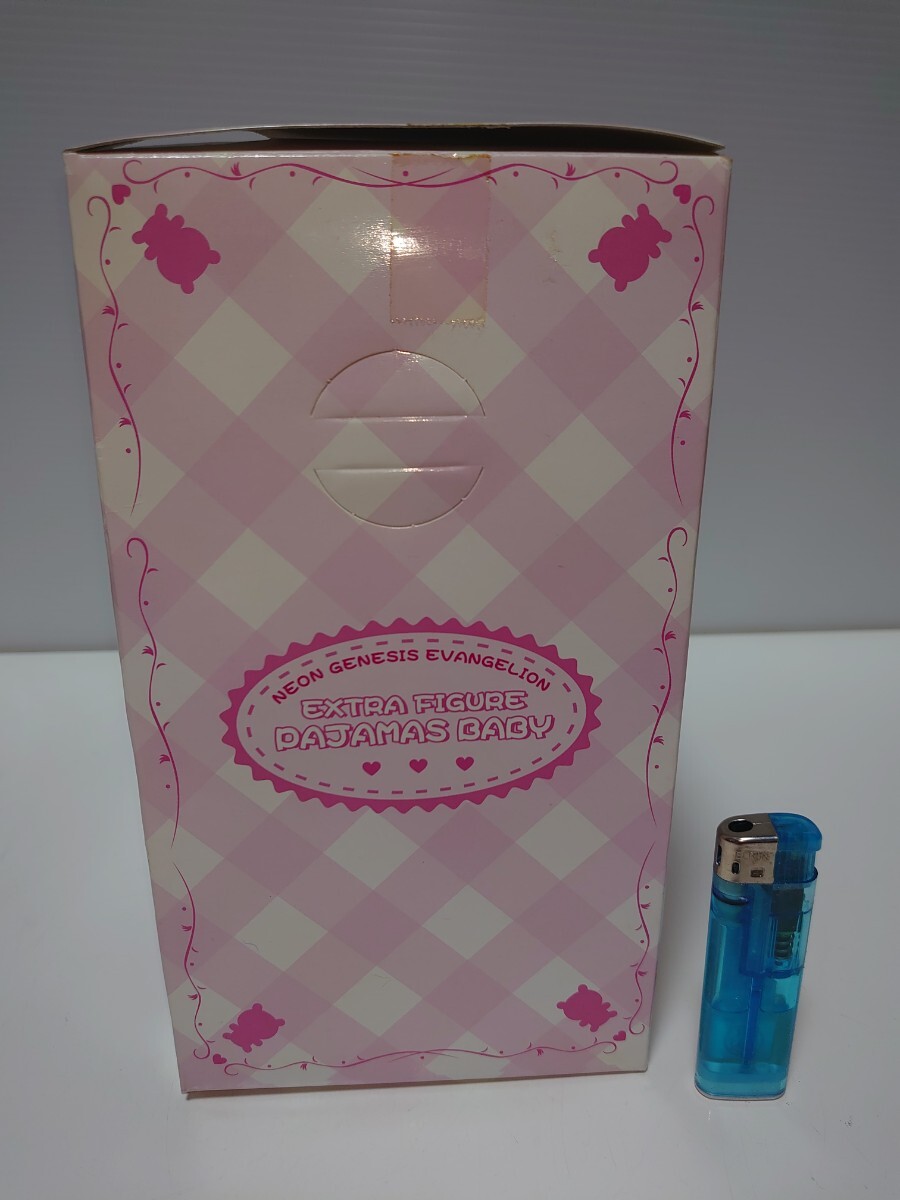 NEON GENESIS EVANGELION
EXTRA FIGURE
PAJAMAS BABY